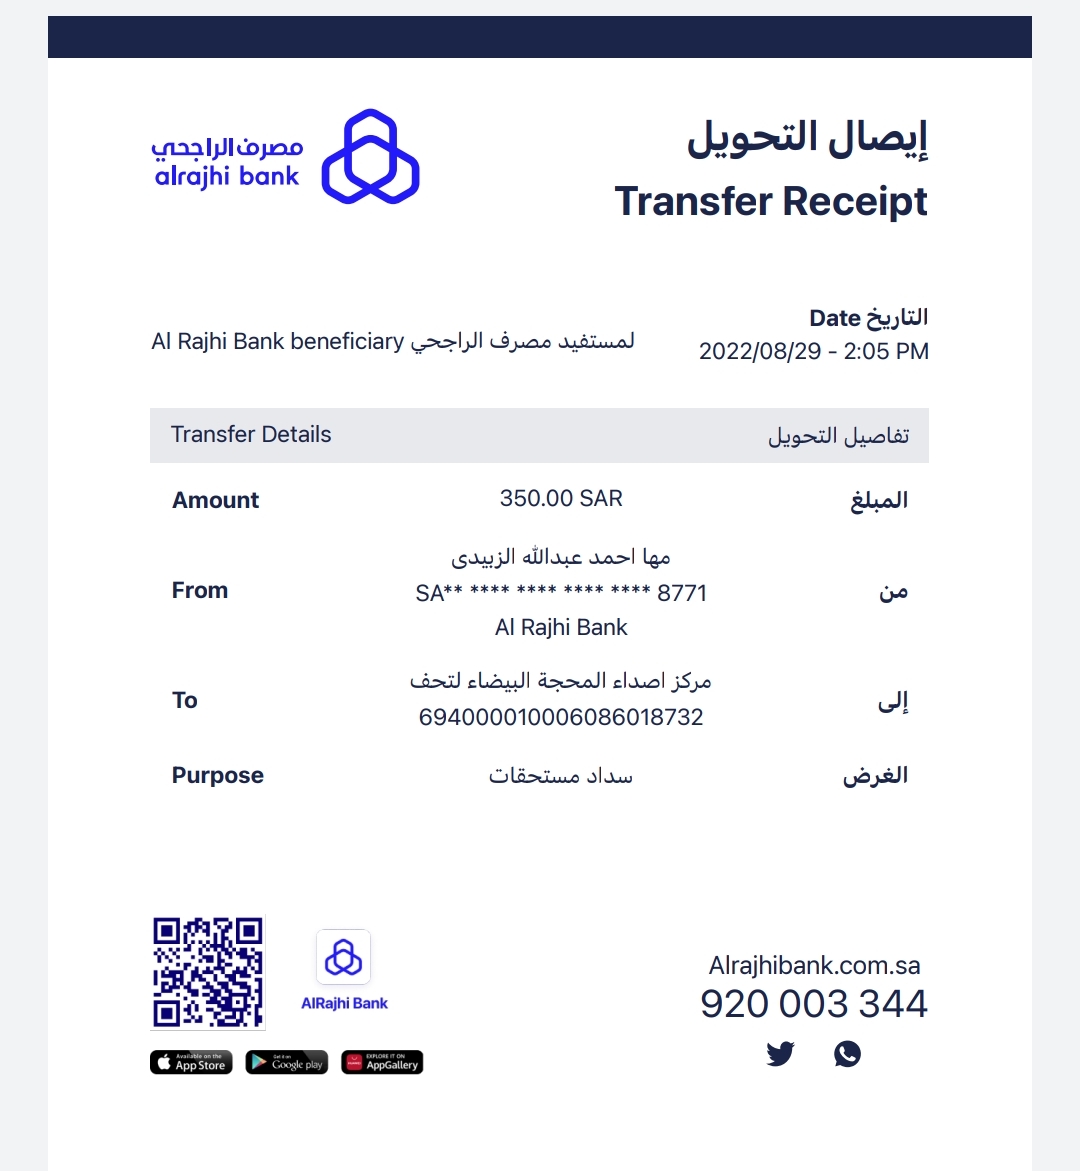 مصرف الراجحي
alrajhi bank
إيصال التحويل
Transfer Receipt
التاريخ Date
2022/08/29 - 2:05 PM
Al Rajhi Bank beneficiary لمستفيد مصرف الراجحي
Transfer Details تفاصيل التحويل
Amount 350.00 SAR المبلغ
مها احمد عبدالله الزبيدى
From SA** **** **** **** **** 8771 من
Al Rajhi Bank
مركز اصداء المحجة البيضاء لتحف
To إلى
694000010006086018732
Purpose سداد مستحقات الغرض
AlRajhi Bank
Available on the
App Store
Get it on
Google play
HUAWEI
EXPLORE IT ON
AppGallery
Alrajhibank.com.sa
920 003 344